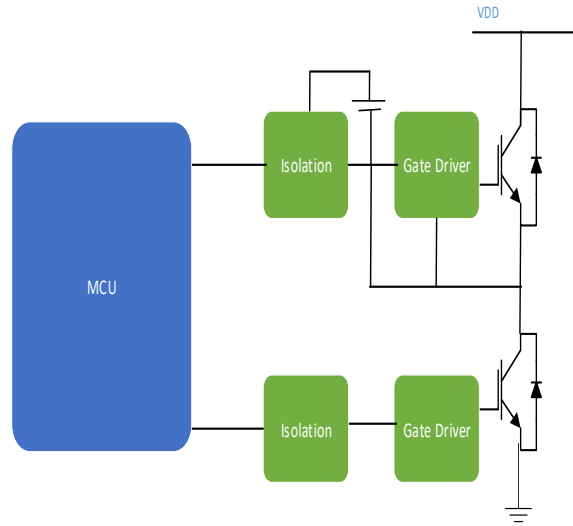 VDD
Isolation
Gate Driver
MCU
Isolation
Gate Driver